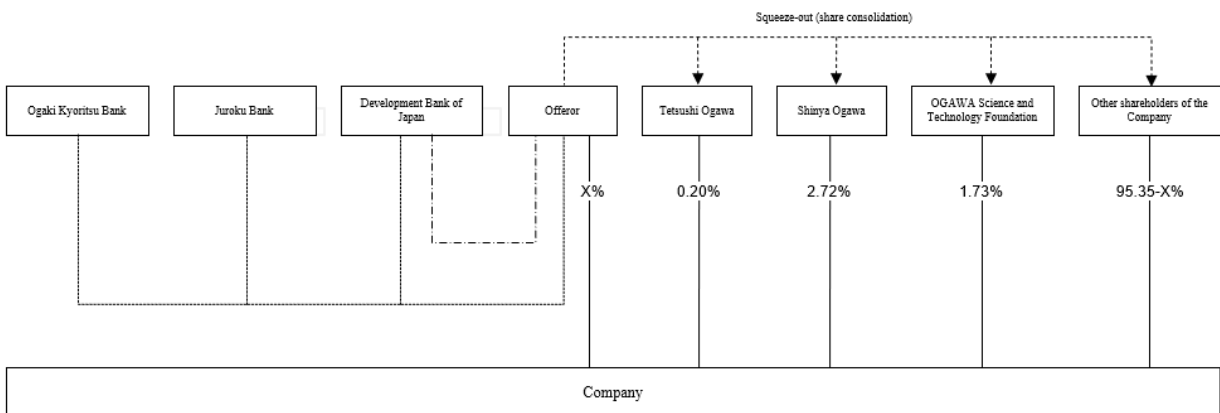 Squeeze-out (share consolidation)
Ogaki Kyoritsu Bank
Juroku Bank
Development Bank of
Japan
Offeror
Tetsushi Ogawa
Shinya Ogawa
OGAWA Science and
Technology Foundation
Other shareholders of the
Company
X%
0.20%
2.72%
1.73%
95.35-X%
Company